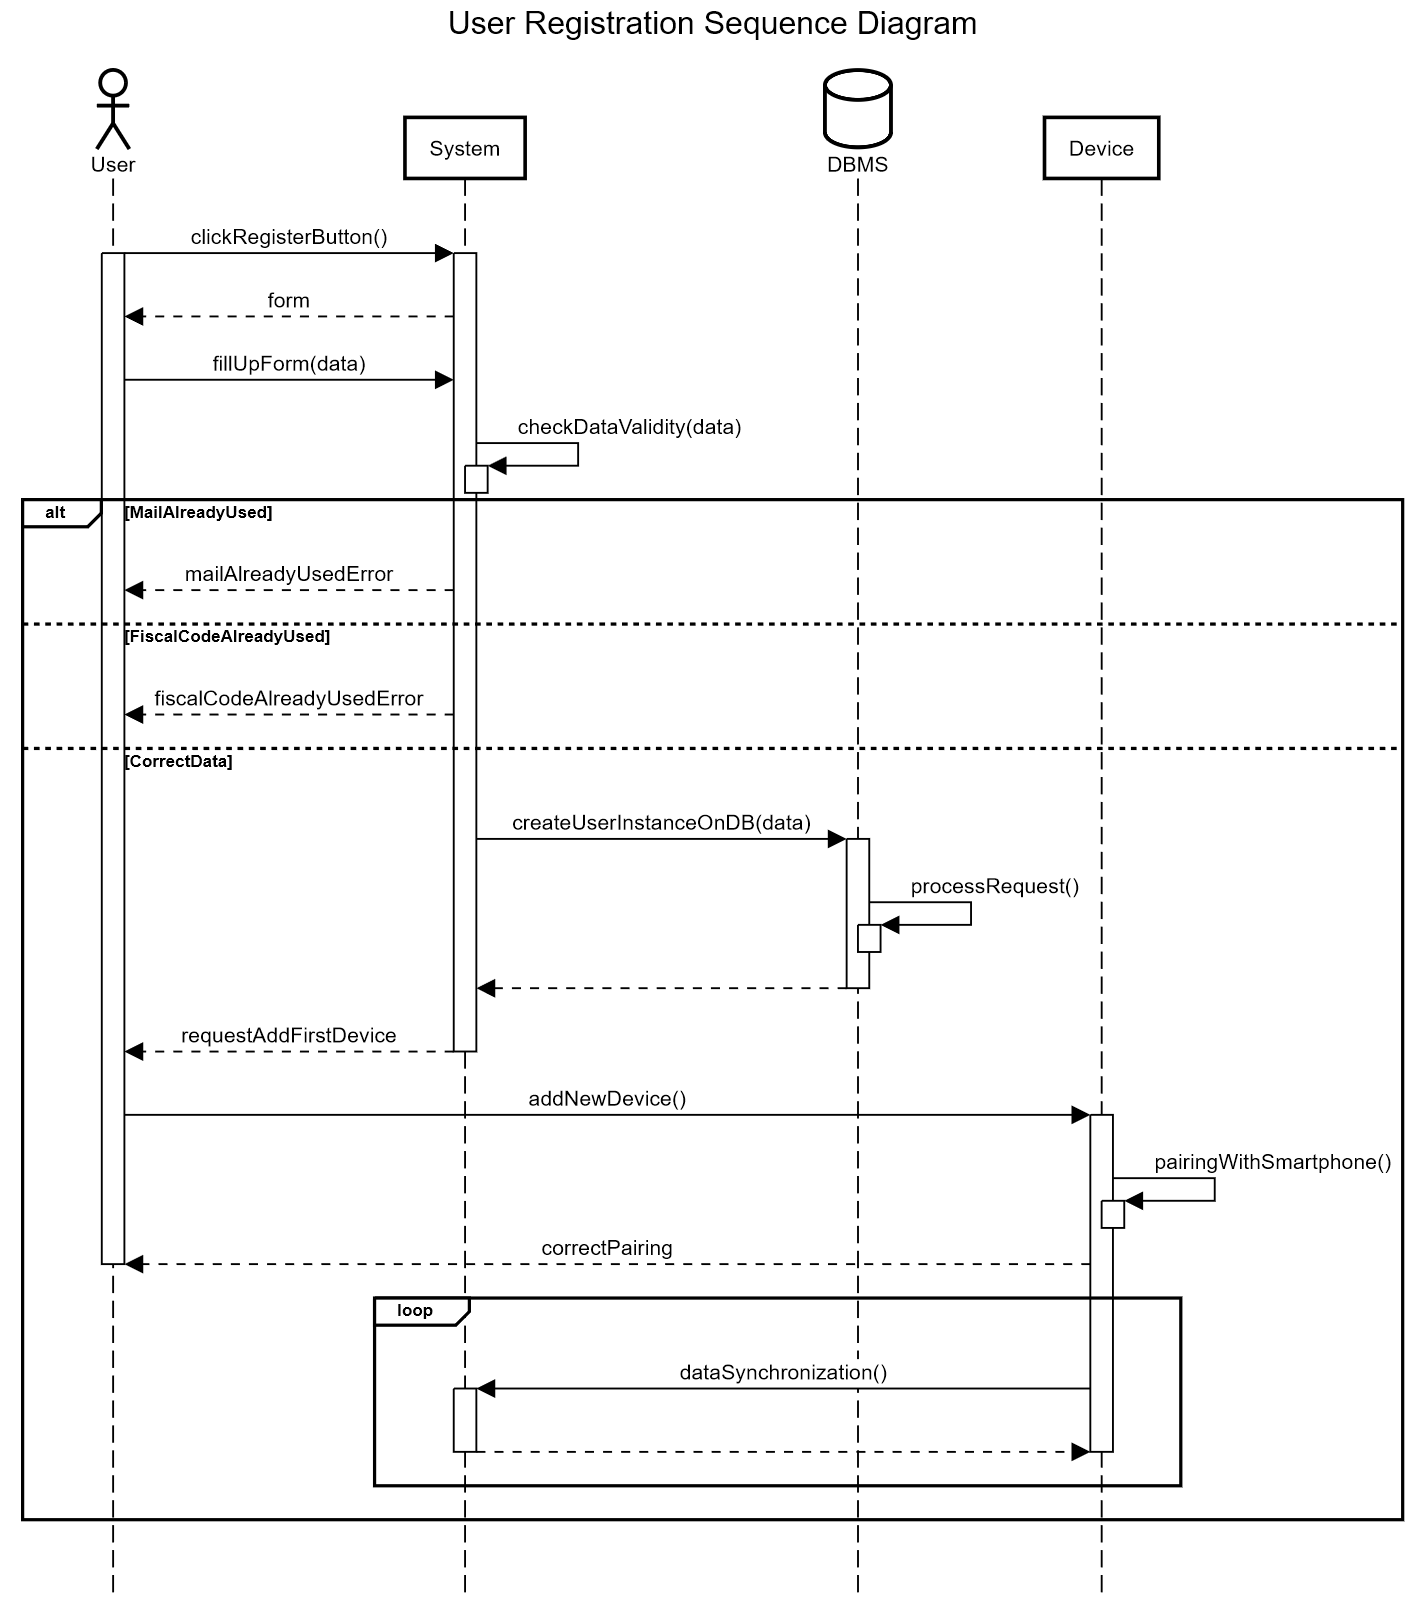 User Registration Sequence Diagram
User
System
DBMS
Device
clickRegisterButton()
form
fillUpForm(data)
checkDataValidity(data)
alt
[MailAlreadyUsed]
mailAlreadyUsedError
[FiscalCodeAlreadyUsed]
fiscalCodeAlreadyUsedError
[CorrectData]
createUserInstanceOnDB(data)
processRequest()
requestAddFirstDevice
addNewDevice()
pairingWithSmartphone()
correctPairing
loop
dataSynchronization()